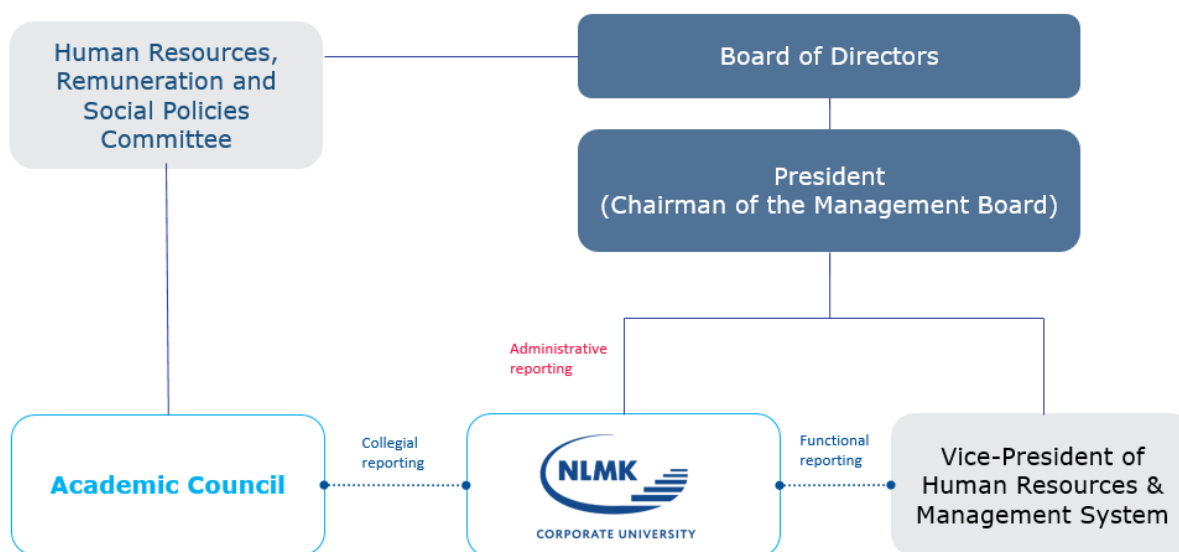 Human Resources,
Remuneration and
Social Policies
Committee
Board of Directors
President
(Chairman of the Management Board)
Administrative
reporting
Academic Council
Collegial
reporting
NLMK
CORPORATE UNIVERSITY
Functional
reporting
Vice-President of
Human Resources &
Management System